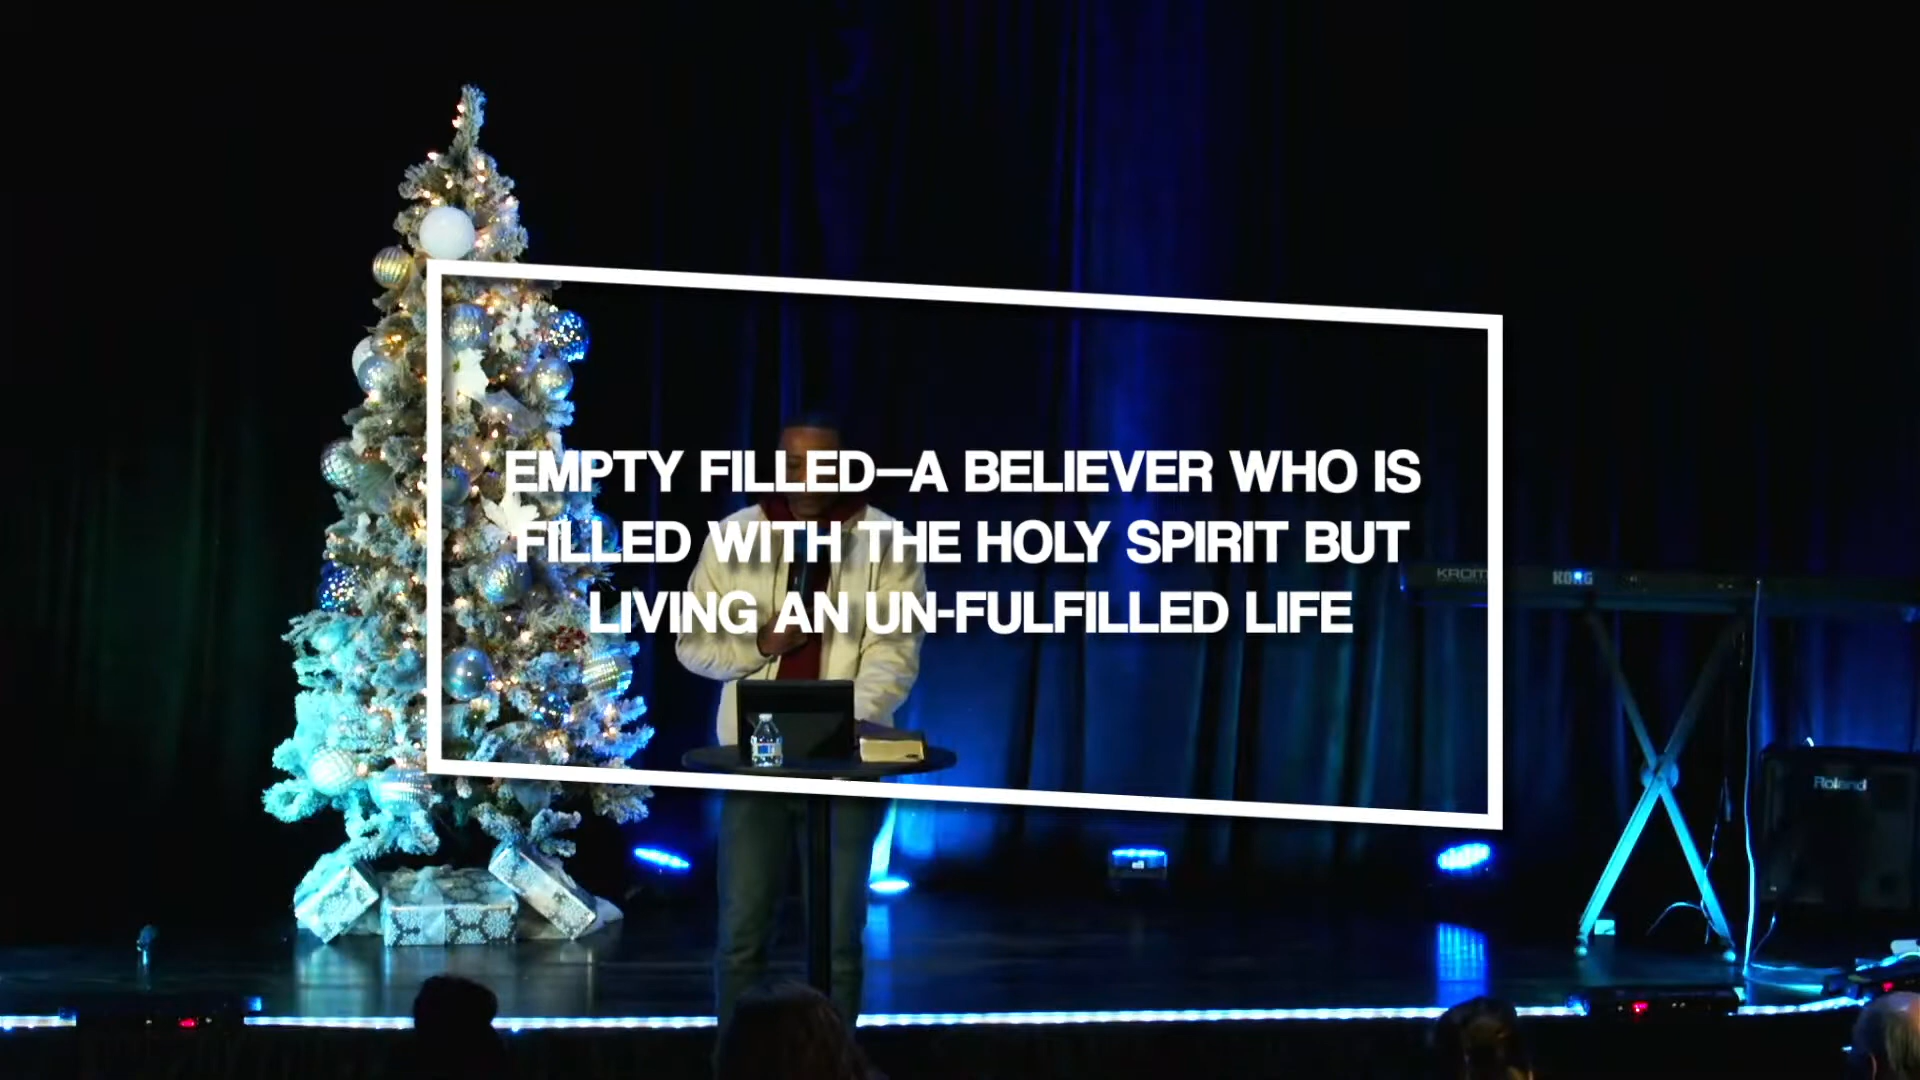 EMPTY FILLED—A BELIEVER WHO IS
FILLED WITH THE HOLY SPIRIT BUT
LIVING AN UN-FULFILLED LIFE
KORG
Roland